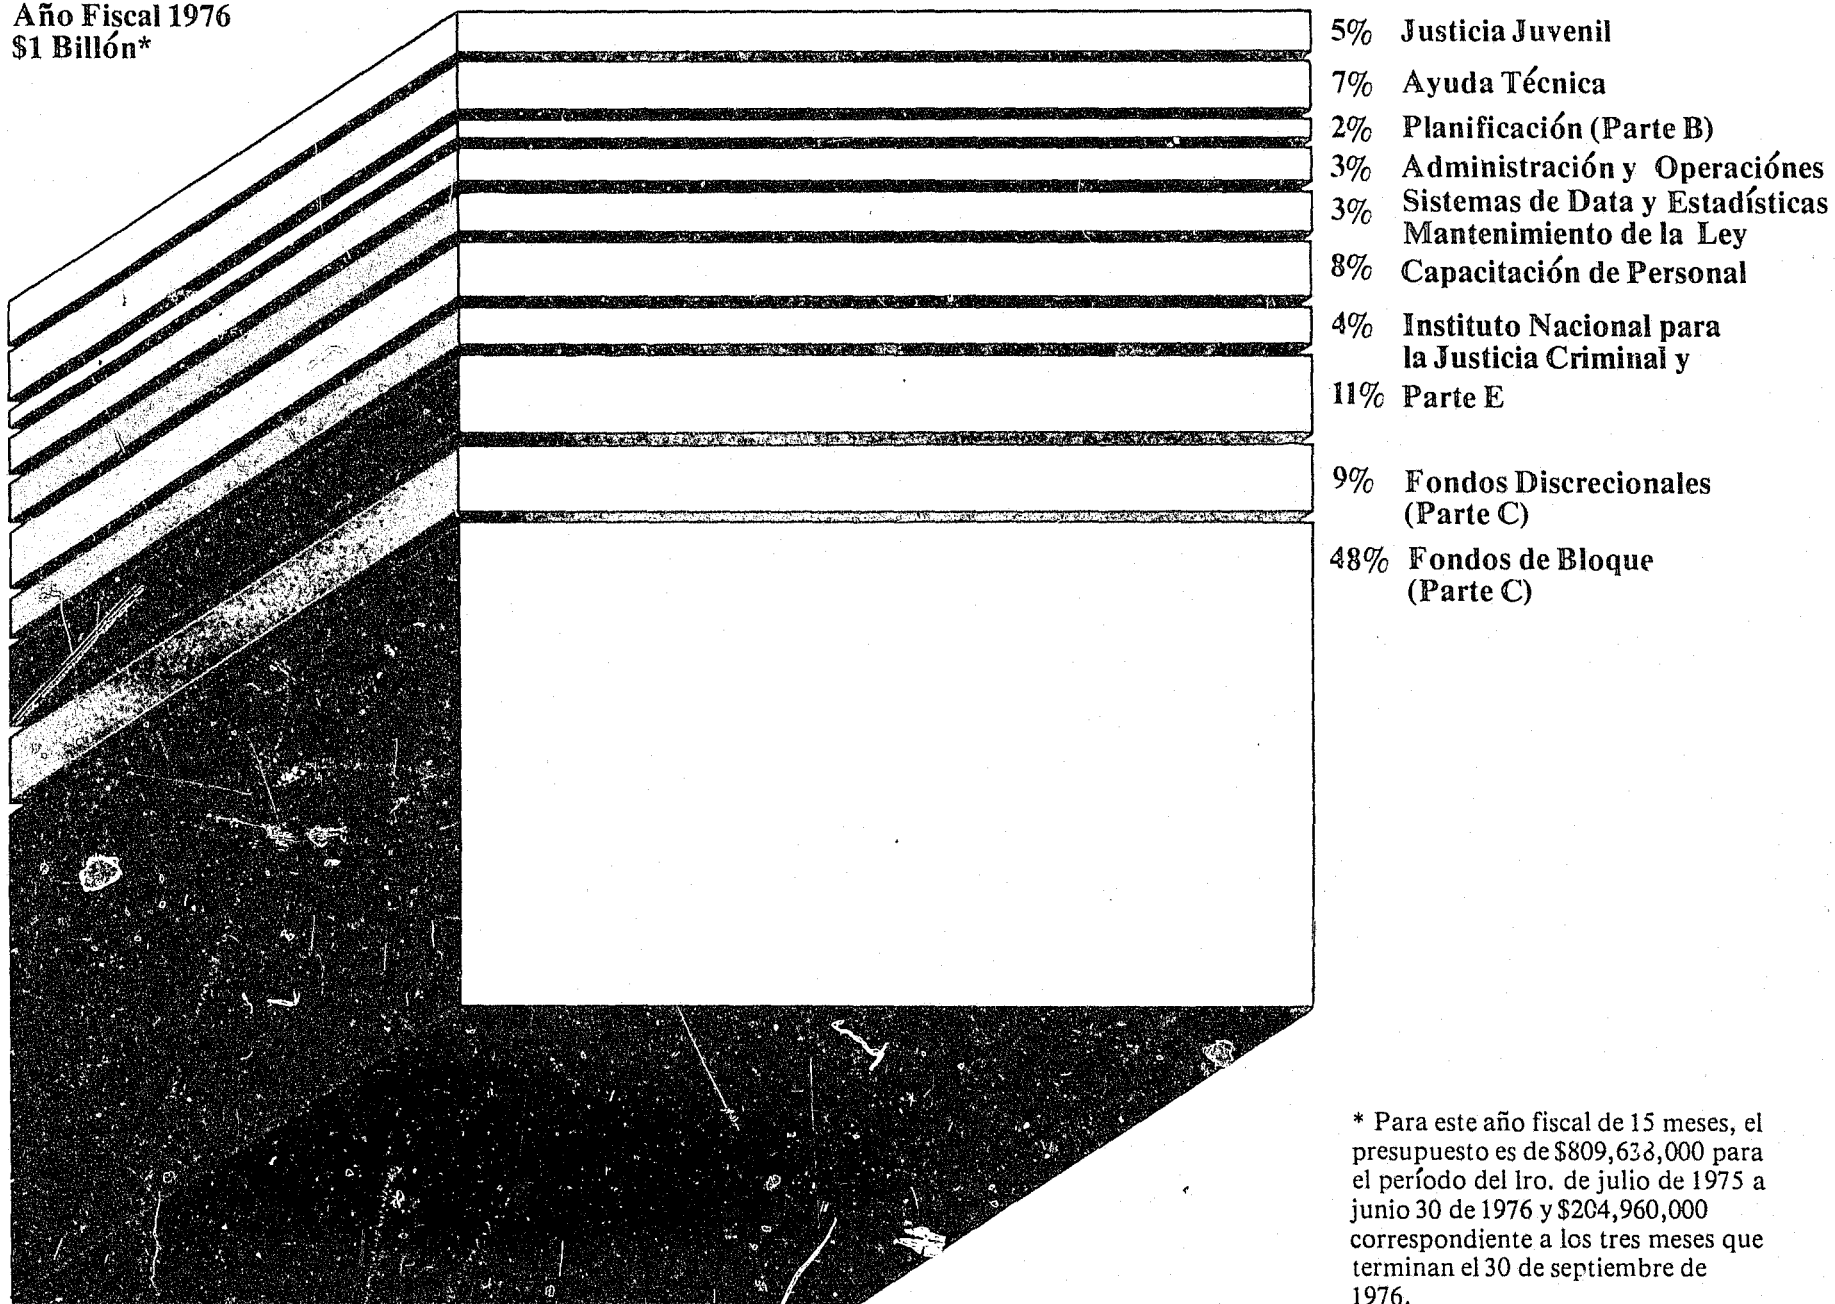 Año Fiscal 1976
$1 Billón*
5% Justicia Juvenil
7% Ayuda Técnica
2% Planificación (Parte B)
3% Administración y Operaciónes
3% Sistemas de Data y Estadísticas
Mantenimiento de la Ley
8% Capacitación de Personal
4% Instituto Nacional para
la Justicia Criminal y
11% Parte E
9% Fondos Discrecionales
(Parte C)
48% Fondos de Bloque
(Parte C)
* Para este año fiscal de 15 meses, el
presupuesto es de $809,638,000 para
el período del 1ro. de julio de 1975 a
junio 30 de 1976 y $204,960,000
correspondiente a los tres meses que
terminan el 30 de septiembre de
1976.